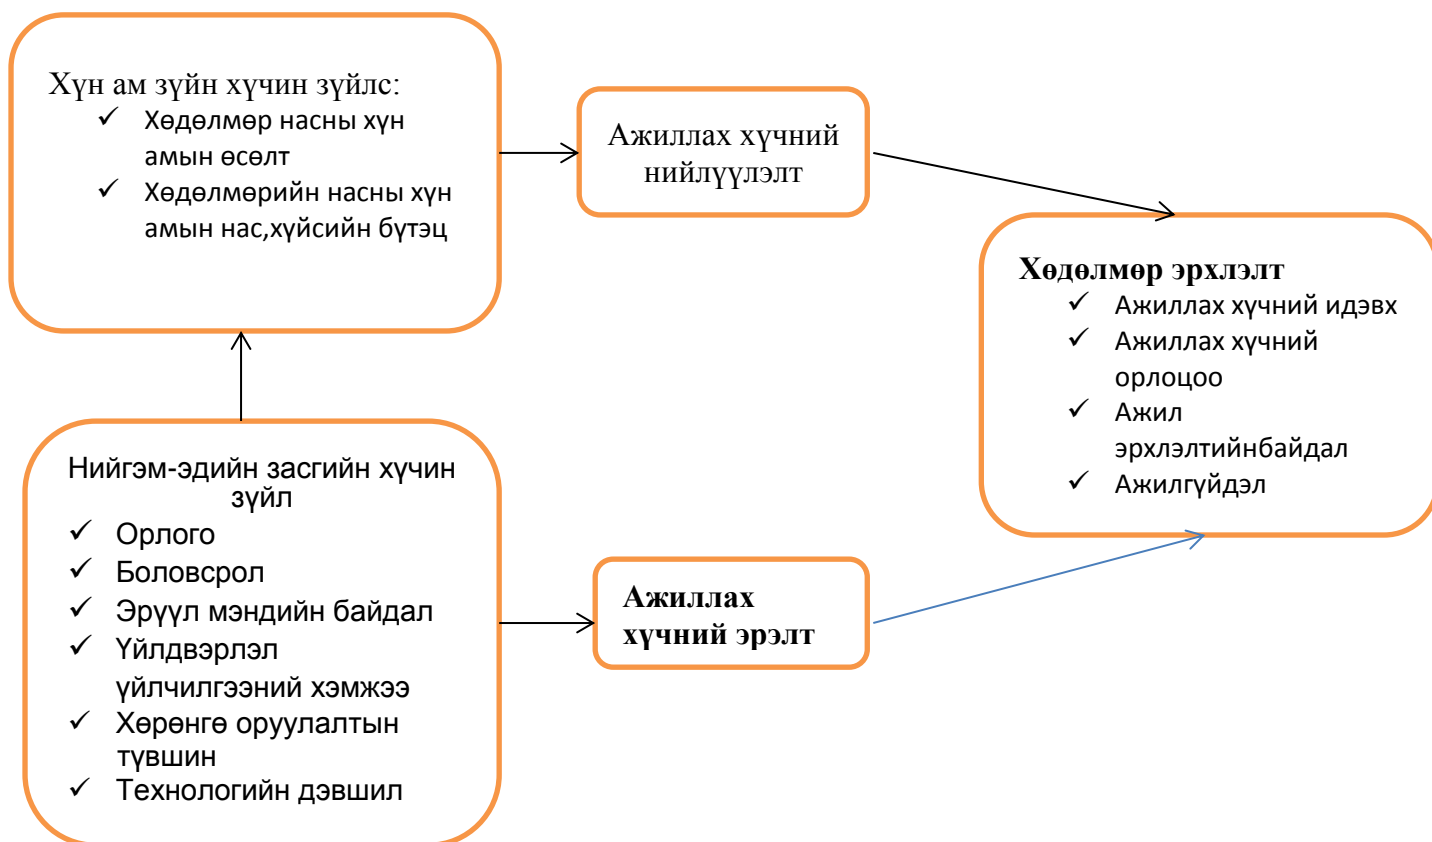 Хүн ам зүйн хүчин зүйлс:
✓ Хөдөлмөр насны хүн
амын өсөлт
✓ Хөдөлмөрийн насны хүн
амын нас,хүйсийн бүтэц
Ажиллах хүчний
нийлүүлэлт
Хөдөлмөр эрхлэлт
✓ Ажиллах хүчний идэвх
✓ Ажиллах хүчний
орлоцоо
✓ Ажил
эрхлэлтийнбайдал
✓ Ажилгүйдэл
Нийгэм-эдийн засгийн хүчин
зүйл
✓ Орлого
✓ Боловсрол
✓ Эрүүл мэндийн байдал
✓ Үйлдвэрлэл
үйлчилгээний хэмжээ
✓ Хөрөнгө оруулалтын
түвшин
✓ Технологийн дэвшил
Ажиллах
хүчний эрэлт